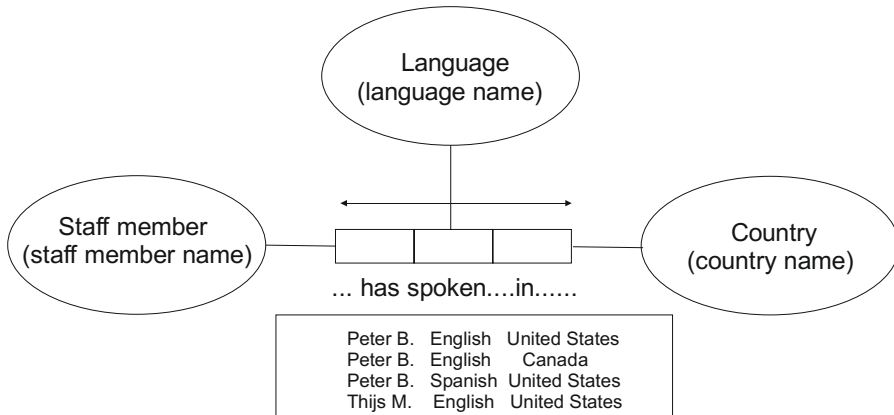 Language
(language name)
Staff member
(staff member name)
Country
(country name)
... has spoken....in......
Peter B. English United States
Peter B. English Canada
Peter B. Spanish United States
Thijs M. English United States